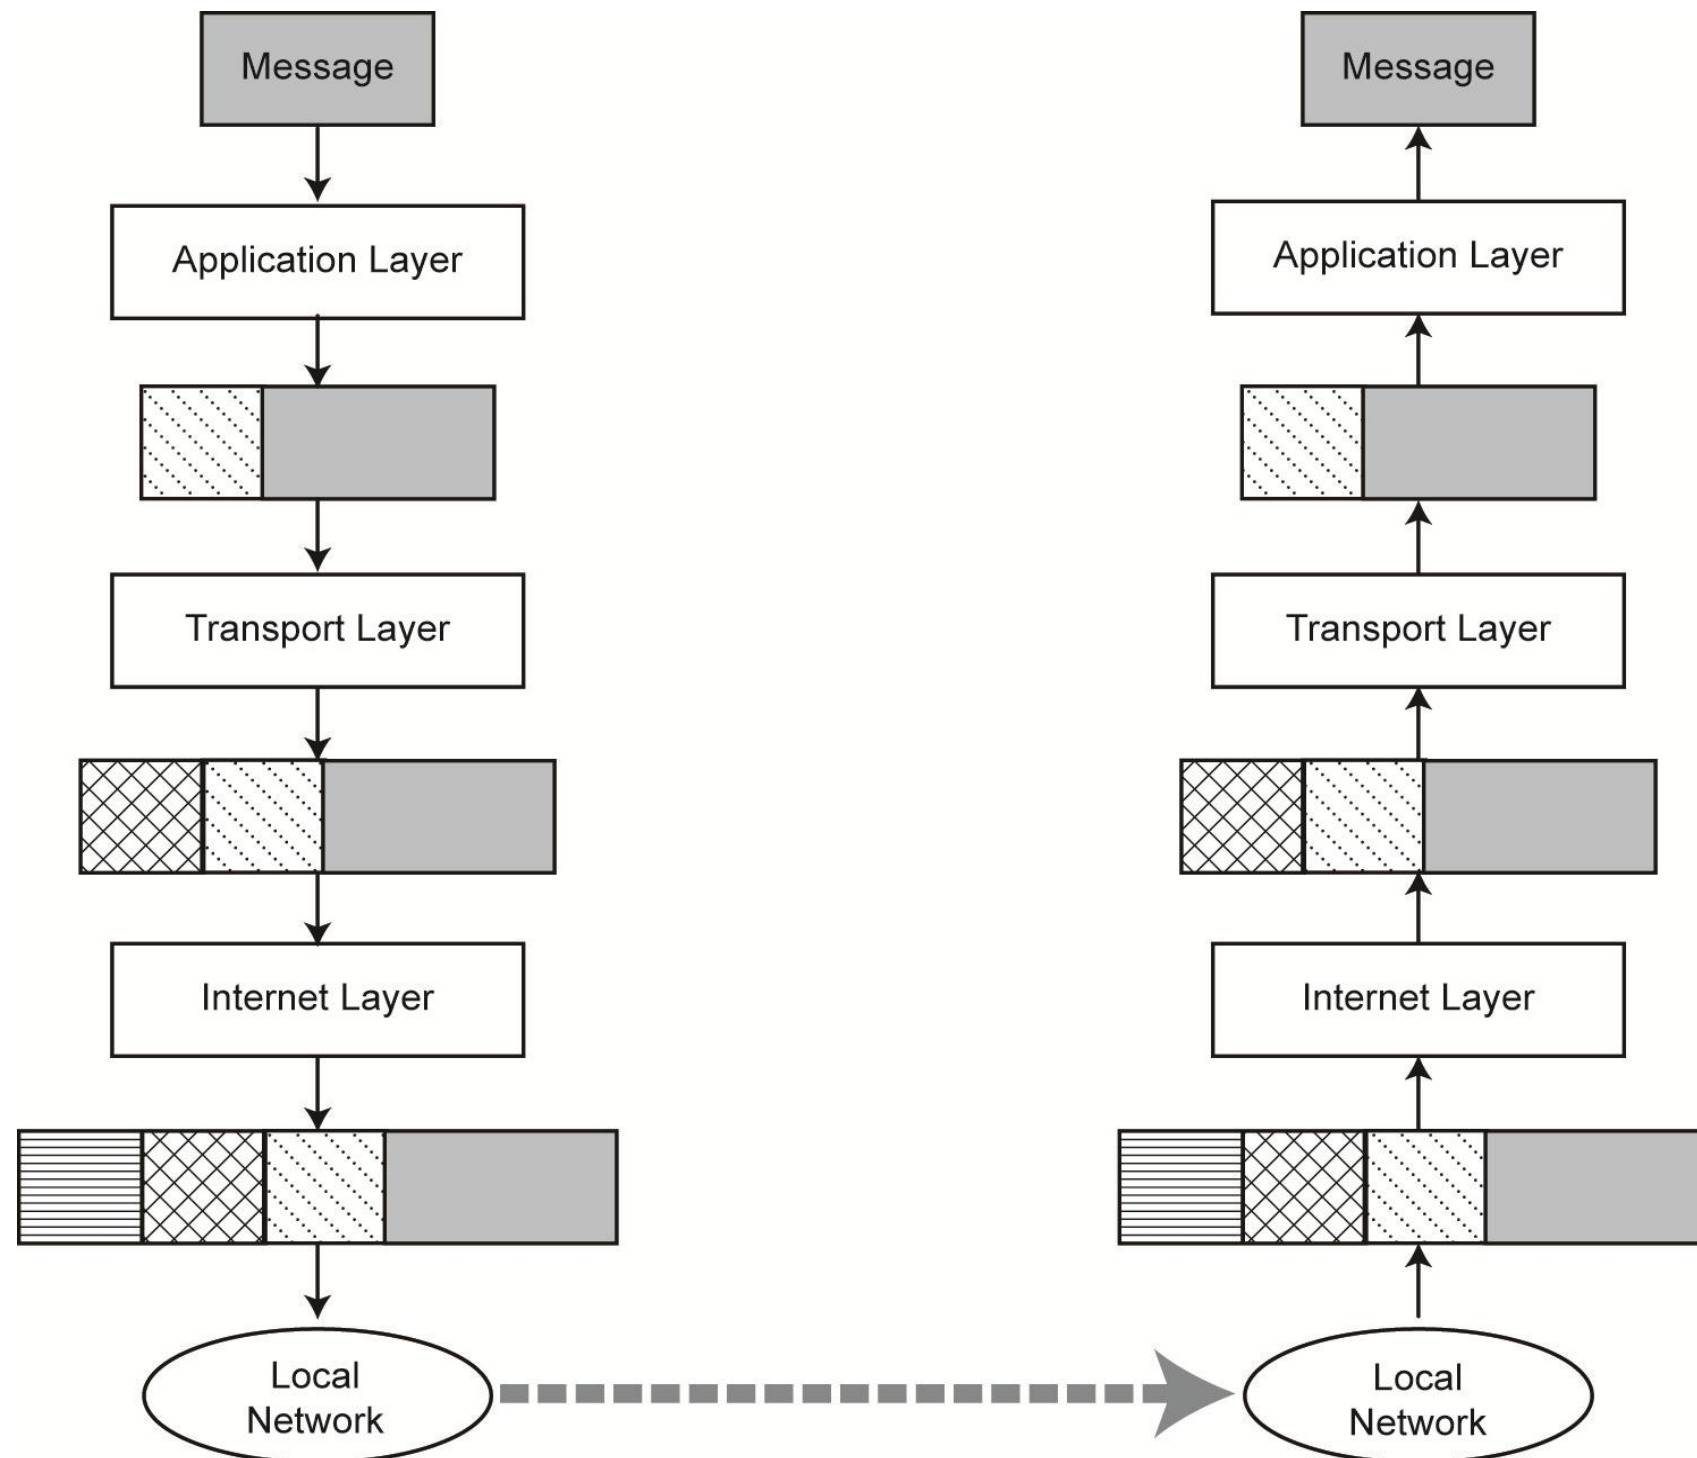 Message
Application Layer
Transport Layer
Internet Layer
Local
Network
Message
Application Layer
Transport Layer
Internet Layer
Local
Network